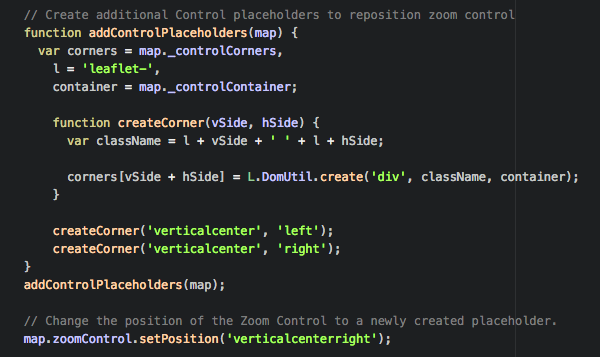 // Create additional Control placeholders to reposition zoom control
function addControlPlaceholders(map) {
  var corners = map._controlCorners,
    l = 'leaflet-',
    container = map._controlContainer;

    function createCorner(vSide, hSide) {
      var className = l + vSide + ' ' + l + hSide;

      corners[vSide + hSide] = L.DomUtil.create('div', className, container);
    }

    createCorner('verticalcenter', 'left');
    createCorner('verticalcenter', 'right');
}
addControlPlaceholders(map);

// Change the position of the Zoom Control to a newly created placeholder.
map.zoomControl.setPosition('verticalcenterright');